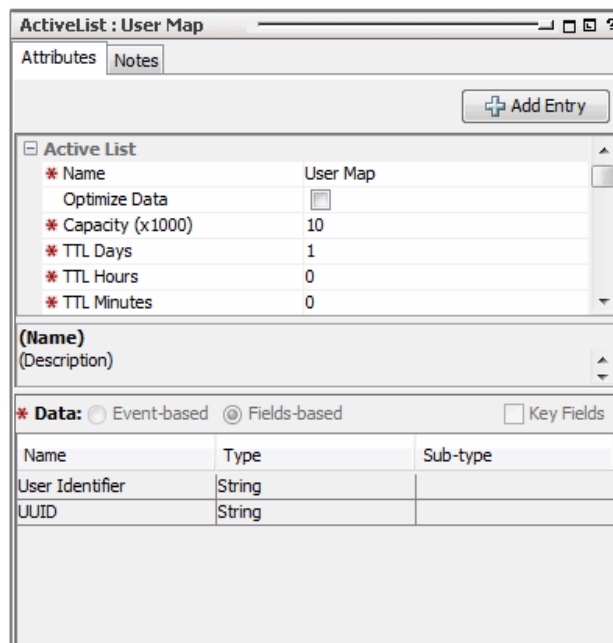 ActiveList : User Map
Attributes Notes
Add Entry
Active List
* Name User Map
Optimize Data
* Capacity (x1000) 10
* TTL Days 1
* TTL Hours 0
* TTL Minutes 0
(Name)
(Description)
* Data: Event-based Fields-based Key Fields
Name Type Sub-type
User Identifier String
UUID String